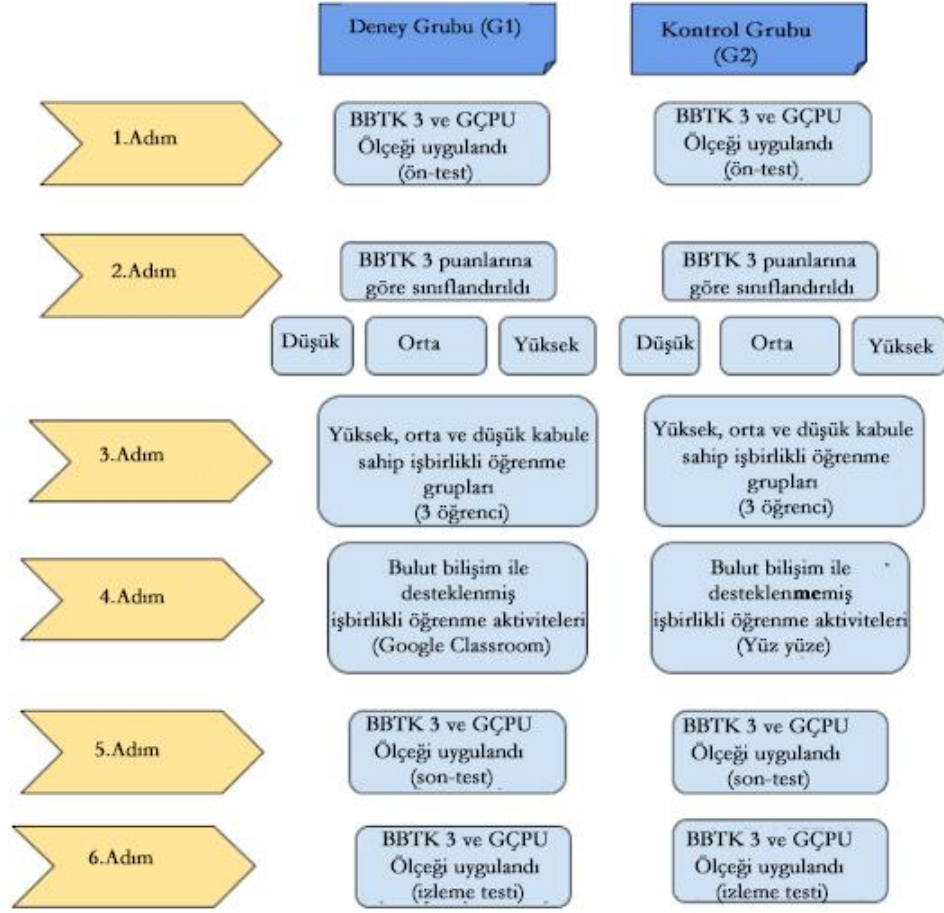 Deney Grubu (G1)
Kontrol Grubu
(G2)
1.Adım
BBTK 3 ve GÇPU
Ölçeği uygulandı
(ön-test)
BBTK 3 ve GÇPU
Ölçeği uygulandı
(ön-test)
2.Adım
BBTK 3 puanlarına
göre sınıflandırıldı
BBTK 3 puanlarına
göre sınıflandırıldı
Düşük
Orta
Yüksek
Düşük
Orta
Yüksek
3.Adım
Yüksek, orta ve düşük kabule
sahip işbirlikli öğrenme
grupları
(3 öğrenci)
Yüksek, orta ve düşük kabule
sahip işbirlikli öğrenme
grupları
(3 öğrenci)
4.Adım
Bulut bilişim ile
desteklenmiş
işbirlikli öğrenme aktiviteleri
(Google Classroom)
Bulut bilişim ile
desteklenmemiş
işbirlikli öğrenme aktiviteleri
(Yüz yüze)
5.Adım
BBTK 3 ve GÇPU
Ölçeği uygulandı
(son-test)
BBTK 3 ve GÇPU
Ölçeği uygulandı
(son-test)
6.Adım
BBTK 3 ve GÇPU
Ölçeği uygulandı
(izleme testi)
BBTK 3 ve GÇPU
Ölçeği uygulandı
(izleme testi)